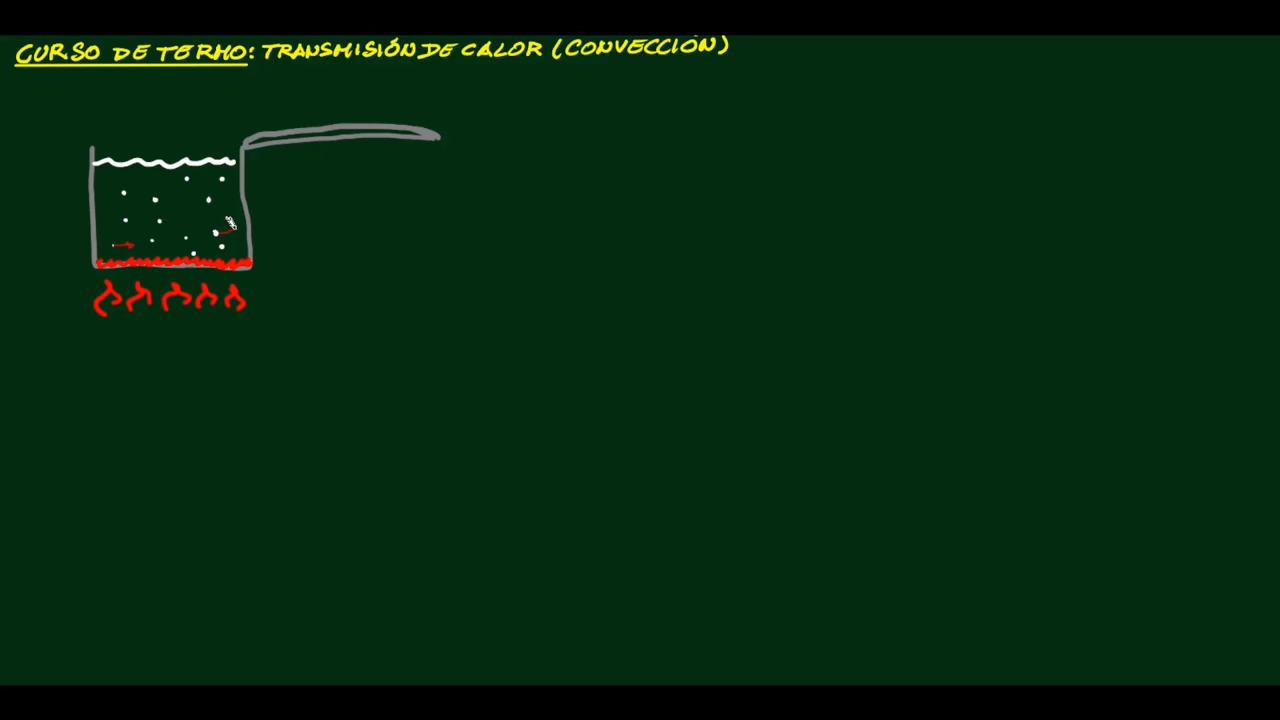 CURSO DE TERMO: TRANSMISIÓN DE CALOR (CONVECCIÓN)